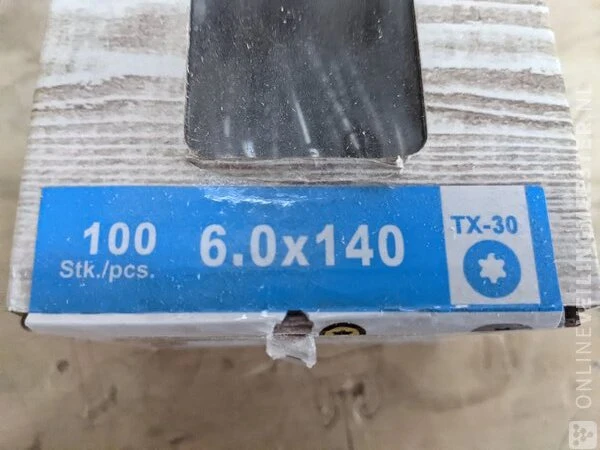 100
Stk./pcs.
6.0x140
TX-30
ONLINEVEILINGMEESTER.NL